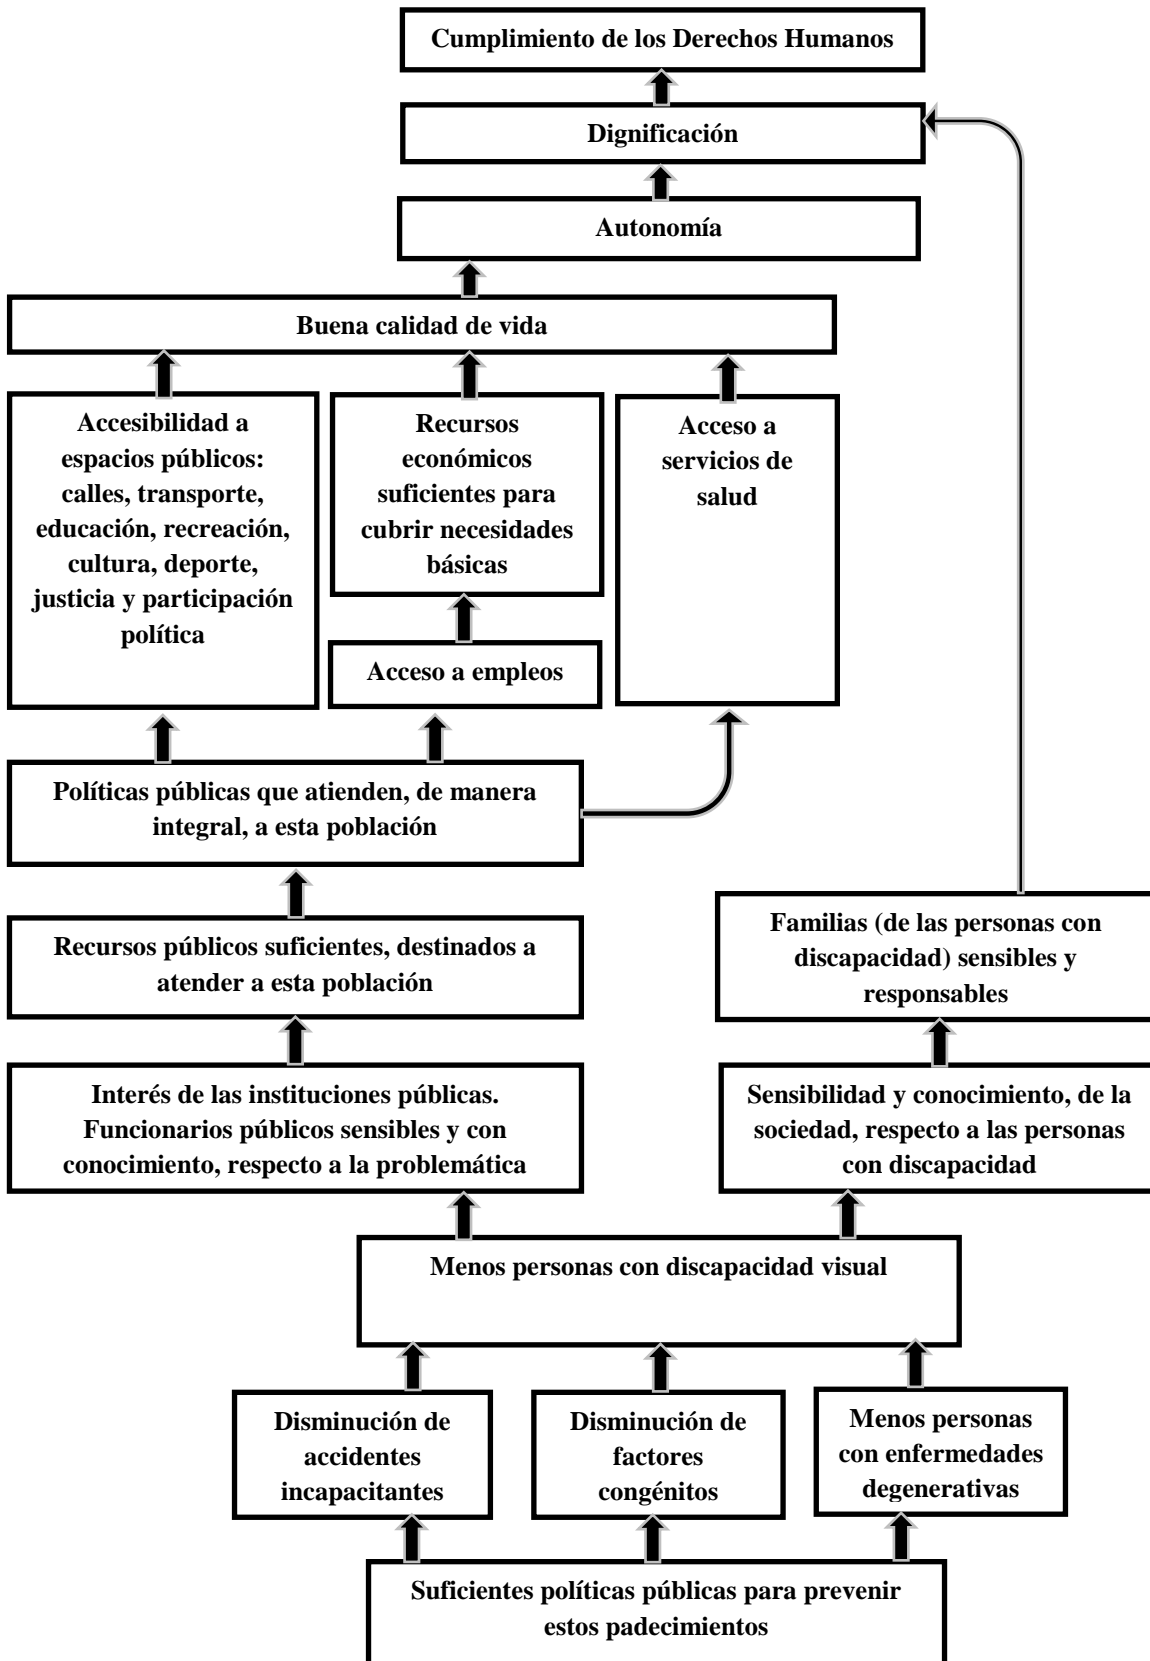 Cumplimiento de los Derechos Humanos
Dignificación
Autonomía
Buena calidad de vida
Accesibilidad a
espacios públicos:
calles, transporte,
educación, recreación,
cultura, deporte,
justicia y participación
política
Recursos
económicos
suficientes para
cubrir necesidades
básicas
Acceso a
servicios de
salud
Acceso a empleos
Políticas públicas que atienden, de manera
integral, a esta población
Recursos públicos suficientes, destinados a
atender a esta población
Familias (de las personas con
discapacidad) sensibles y
responsables
Interés de las instituciones públicas.
Funcionarios públicos sensibles y con
conocimiento, respecto a la problemática
Sensibilidad y conocimiento, de la
sociedad, respecto a las personas
con discapacidad
Menos personas con discapacidad visual
Disminución de
accidentes
incapacitantes
Disminución de
factores
congénitos
Menos personas
con enfermedades
degenerativas
Suficientes políticas públicas para prevenir
estos padecimientos